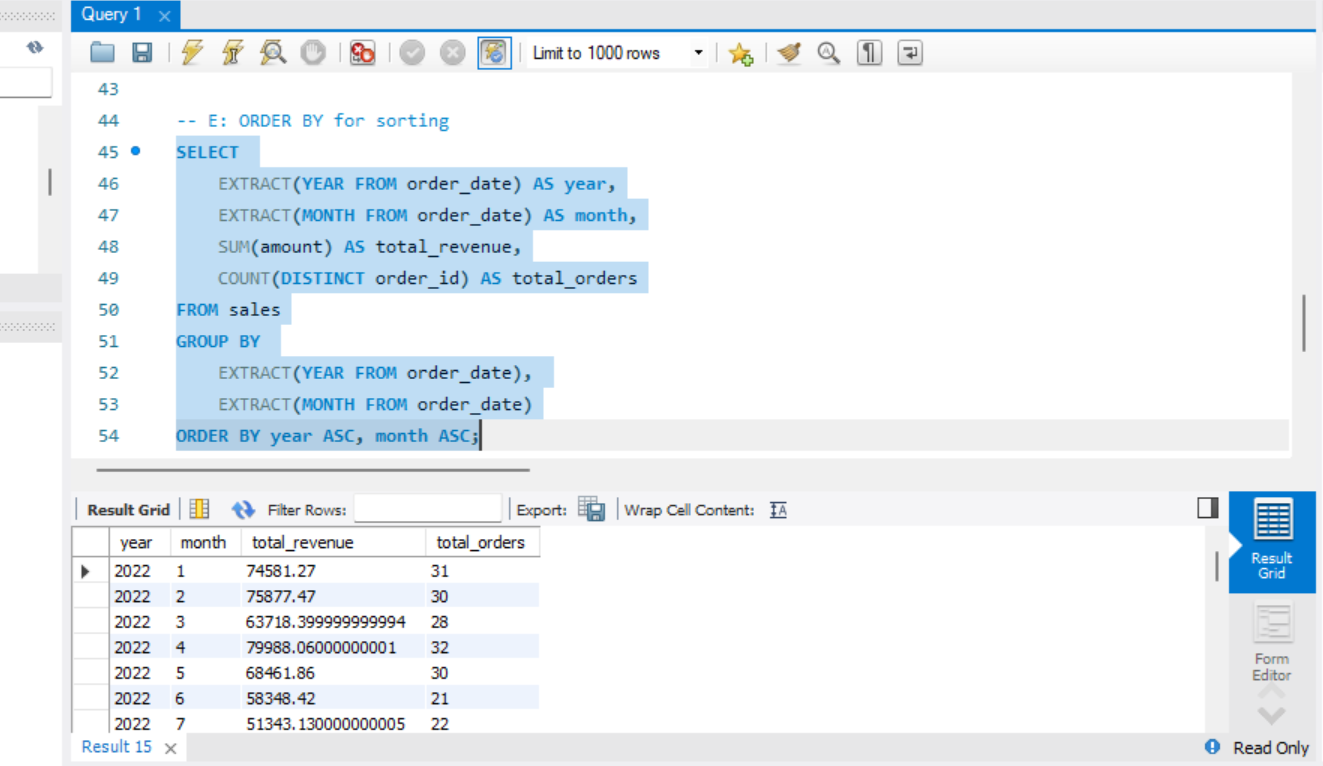 Query 1
Limit to 1000 rows
43
44 -- E: ORDER BY for sorting
45 SELECT
46 EXTRACT(YEAR FROM order_date) AS year,
47 EXTRACT(MONTH FROM order_date) AS month,
48 SUM(amount) AS total_revenue,
49 COUNT(DISTINCT order_id) AS total_orders
50 FROM sales
51 GROUP BY
52 EXTRACT(YEAR FROM order_date),
53 EXTRACT(MONTH FROM order_date)
54 ORDER BY year ASC, month ASC;
Result Grid Filter Rows: Export: Wrap Cell Content:
year month total_revenue total_orders
2022 1 74581.27 31
2022 2 75877.47 30
2022 3 63718.399999999994 28
2022 4 79988.06000000001 32
2022 5 68461.86 30
2022 6 58348.42 21
2022 7 51343.130000000005 22
Result
Grid
Form
Editor
Result 15
Read Only